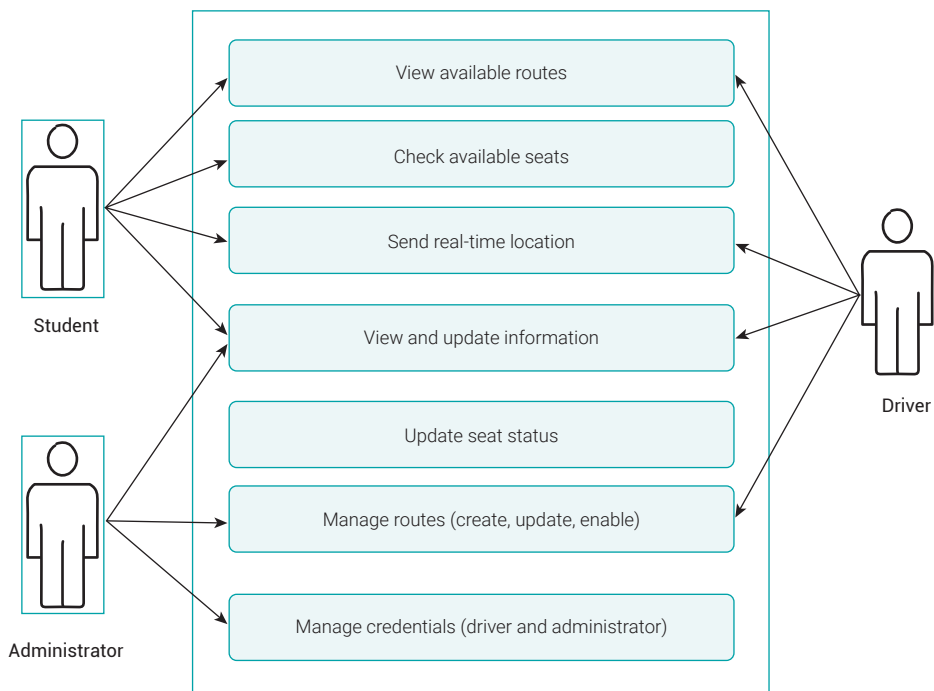 View available routes
Check available seats
Send real-time location
Student
View and update information
Driver
Update seat status
Manage routes (create, update, enable)
Manage credentials (driver and administrator)
Administrator